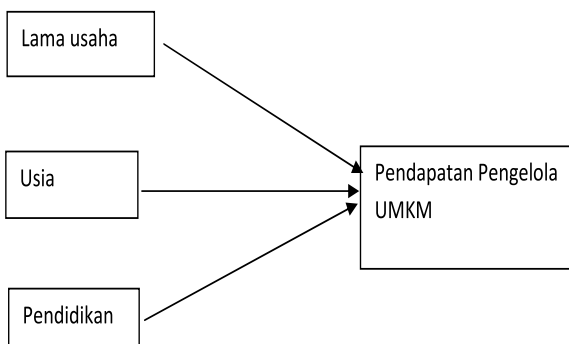 Lama usaha
Usia
Pendapatan Pengelola
UMKM
Pendidikan